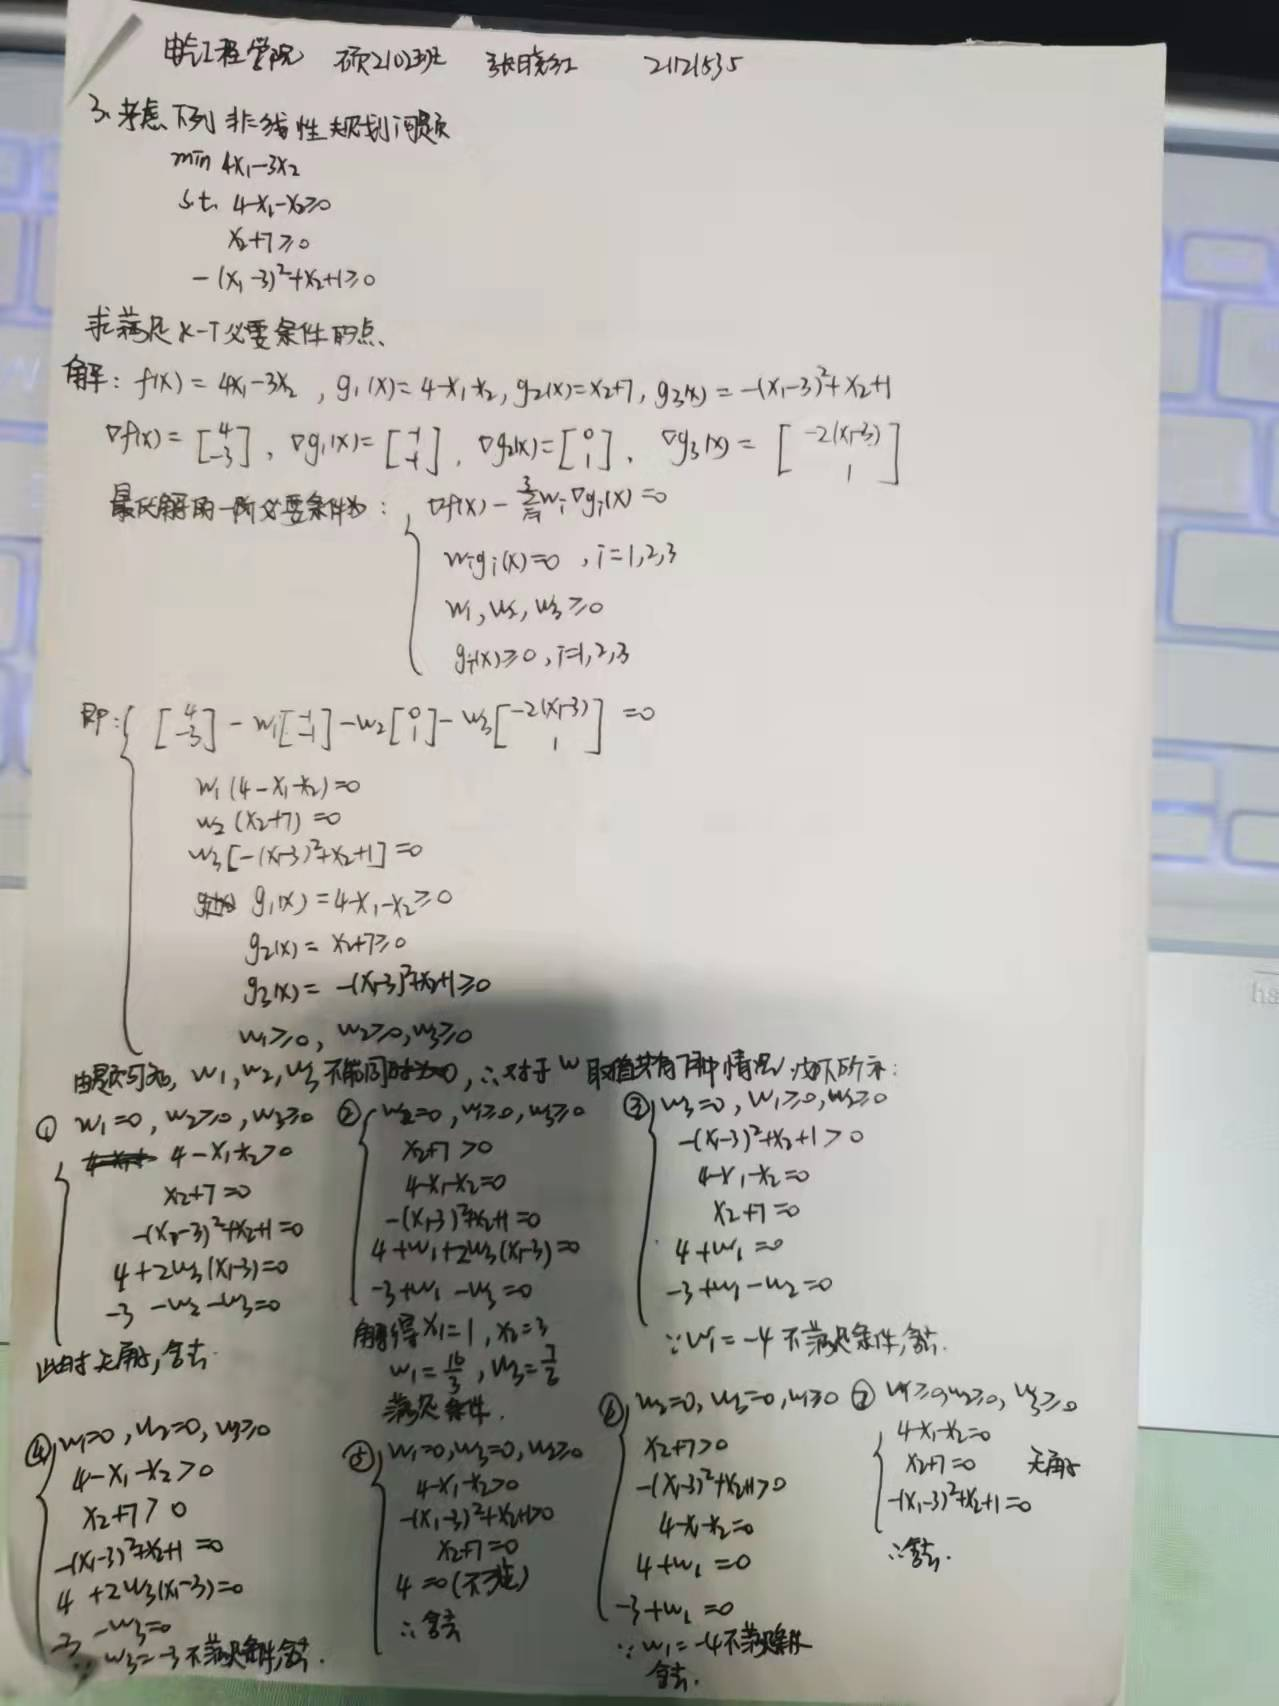 电气工程学院 硕2102班 张晓红 21121535
3. 考虑下列非线性规划问题
min 4x₁-3x₂
s.t. 4-x₁-x₂≥0
x₂+7≥0
-(x₁-3)²+x₂+1≥0
求满足K-T必要条件的点、
解: f(x)=4x₁-3x₂, g₁(x)=4-x₁-x₂, g₂(x)=x₂+7, g₃(x)=-(x₁-3)²+x₂+1
∇f(x)=[4 -3], ∇g₁(x)=[-1 -1], ∇g₂(x)=[0 1], ∇g₃(x)=[-2(x₁-3) 1]
最优解的一阶必要条件为: { ∇f(x)-∑³ᵢ₌₁wᵢ∇gᵢ(x)=0
wᵢgᵢ(x)=0, i=1,2,3
w₁,w₂,w₃≥0
gᵢ(x)≥0, i=1,2,3
即: { [4 -3]-w₁[-1 -1]-w₂[0 1]-w₃[-2(x₁-3) 1]=0
w₁(4-x₁-x₂)=0
w₂(x₂+7)=0
w₃[-(x₁-3)²+x₂+1]=0
g₁(x)=4-x₁-x₂≥0
g₂(x)=x₂+7≥0
g₃(x)=-(x₁-3)²+x₂+1≥0
w₁≥0, w₂≥0, w₃≥0
由题可知, w₁,w₂,w₃不能同时为0, ∴对于w取值共有7种情况, 如下所示:
① w₁=0, w₂≥0, w₃≥0
4-x₁-x₂>0
x₂+7=0
-(x₁-3)²+x₂+1=0
4+2w₃(x₁-3)=0
-3-w₂-w₃=0
此时无解, 舍去.
② w₂=0, w₁≥0, w₃≥0
x₂+7>0
4-x₁-x₂=0
-(x₁-3)²+x₂+1=0
4+w₁+2w₃(x₁-3)=0
-3+w₁-w₃=0
解得x₁=1, x₂=3
w₁=16/3, w₃=7/3
满足条件.
③ w₃=0, w₁≥0, w₂≥0
-(x₁-3)²+x₂+1>0
4-x₁-x₂=0
x₂+7=0
4+w₁=0
-3+w₁-w₂=0
∵w₁=-4不满足条件, 舍去.
④ w₁=0, w₂=0, w₃≥0
4-x₁-x₂>0
x₂+7>0
-(x₁-3)²+x₂+1=0
4+2w₃(x₁-3)=0
-3-w₃=0
∵w₃=-3不满足条件, 舍去.
⑤ w₁=0, w₃=0, w₂≥0
4-x₁-x₂>0
-(x₁-3)²+x₂+1>0
x₂+7=0
4=0(不成立)
∴舍去
⑥ w₂=0, w₃=0, w₁≥0
x₂+7>0
-(x₁-3)²+x₂+1>0
4-x₁-x₂=0
4+w₁=0
-3+w₁=0
∵w₁=-4不满足条件
舍去.
⑦ w₁≥0, w₂≥0, w₃≥0
4-x₁-x₂=0
x₂+7=0 无解
-(x₁-3)²+x₂+1=0
∴舍去.